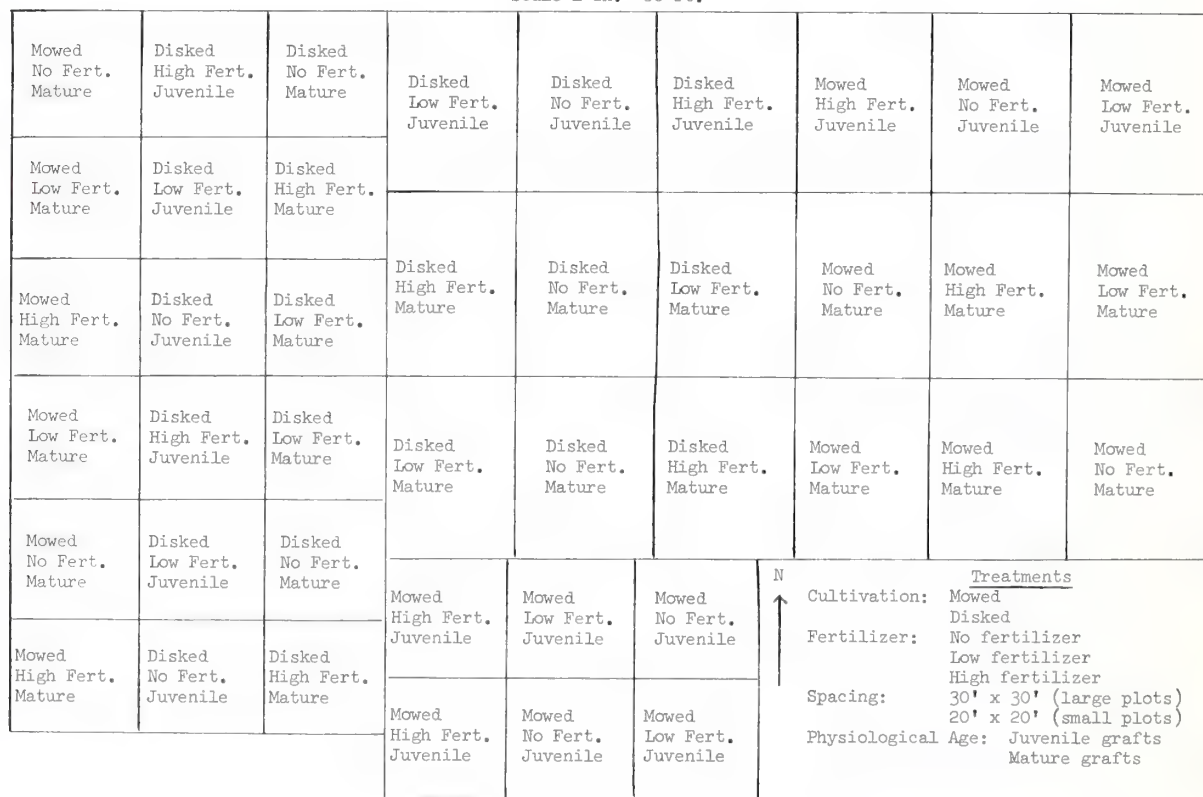 Mowed
No Fert.
Mature
Disked
High Fert.
Juvenile
Disked
No Fert.
Mature
Disked
Low Fert.
Juvenile
Disked
No Fert.
Juvenile
Disked
High Fert.
Juvenile
Mowed
High Fert.
Juvenile
Mowed
No Fert.
Juvenile
Mowed
Low Fert.
Juvenile
Mowed
Low Fert.
Mature
Disked
Low Fert.
Juvenile
Disked
High Fert.
Mature
Disked
High Fert.
Mature
Disked
No Fert.
Mature
Disked
Low Fert.
Mature
Mowed
No Fert.
Mature
Mowed
High Fert.
Mature
Mowed
Low Fert.
Mature
Mowed
High Fert.
Mature
Disked
No Fert.
Juvenile
Disked
Low Fert.
Mature
Mowed
Low Fert.
Mature
Disked
High Fert.
Juvenile
Disked
Low Fert.
Mature
Disked
Low Fert.
Mature
Disked
No Fert.
Mature
Disked
High Fert.
Mature
Mowed
Low Fert.
Mature
Mowed
High Fert.
Mature
Mowed
No Fert.
Mature
Mowed
No Fert.
Mature
Disked
Low Fert.
Juvenile
Disked
No Fert.
Mature
Mowed
High Fert.
Juvenile
Mowed
Low Fert.
Juvenile
Mowed
No Fert.
Juvenile
Mowed
High Fert.
Mature
Disked
No Fert.
Juvenile
Disked
High Fert.
Mature
Mowed
High Fert.
Juvenile
Mowed
No Fert.
Juvenile
Mowed
Low Fert.
Juvenile
N
Treatments
Cultivation: Mowed
Disked
Fertilizer: No fertilizer
Low fertilizer
High fertilizer
Spacing: 30' x 30' (large plots)
20' x 20' (small plots)
Physiological Age: Juvenile grafts
Mature grafts